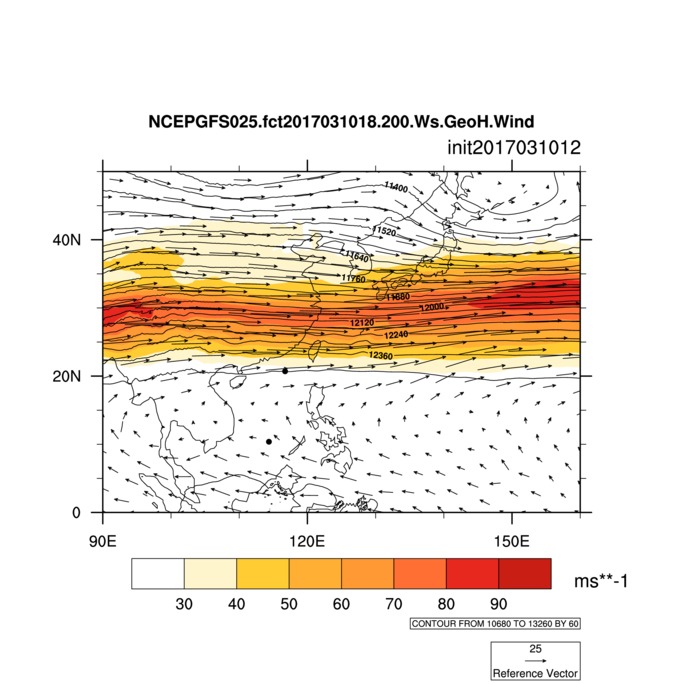 NCEPGFS025.fct2017031018.200.Ws.GeoH.Wind
init2017031012
11400
11520
40N
11640
11760
11880
12000
12120
12240
12360
20N
0
90E 120E 150E
ms**-1
30 40 50 60 70 80 90
CONTOUR FROM 10680 TO 13260 BY 60
25
Reference Vector